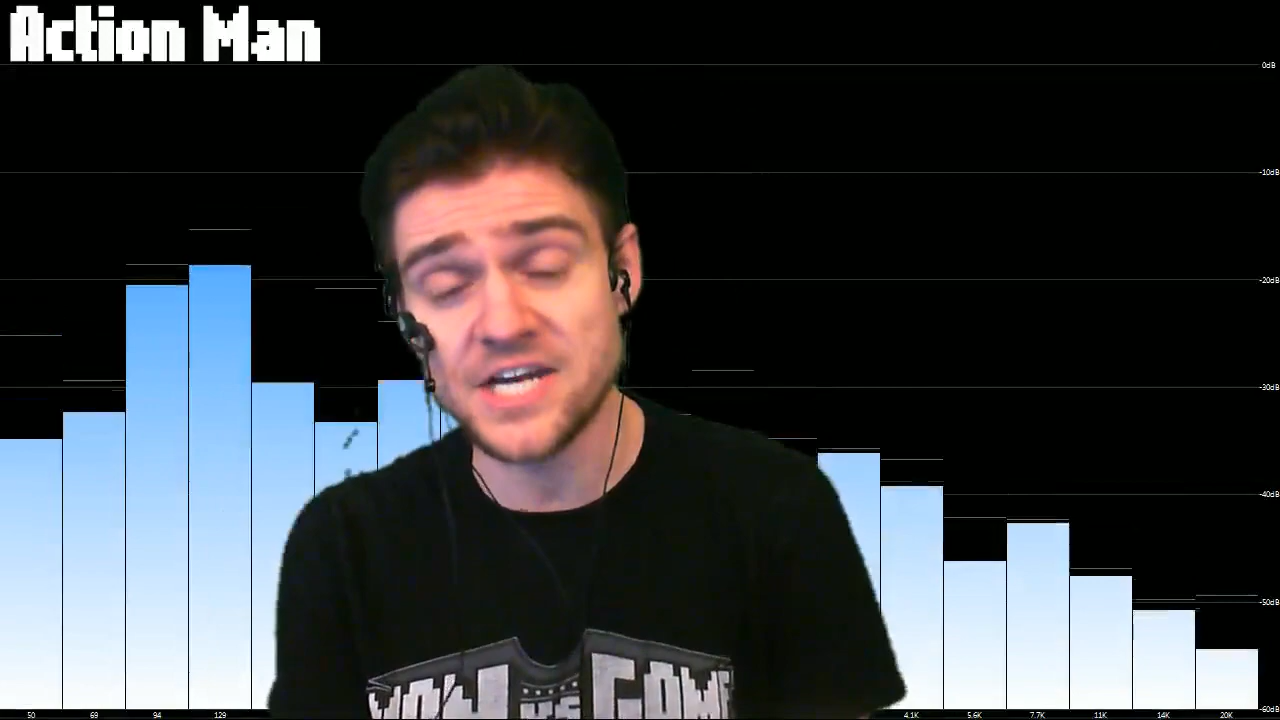 Action Man
0dB
-10dB
-20dB
-30dB
-40dB
-50dB
-60dB
VS
50 69 94 129 4.1K 5.6K 7.7K 11K 14K 20K